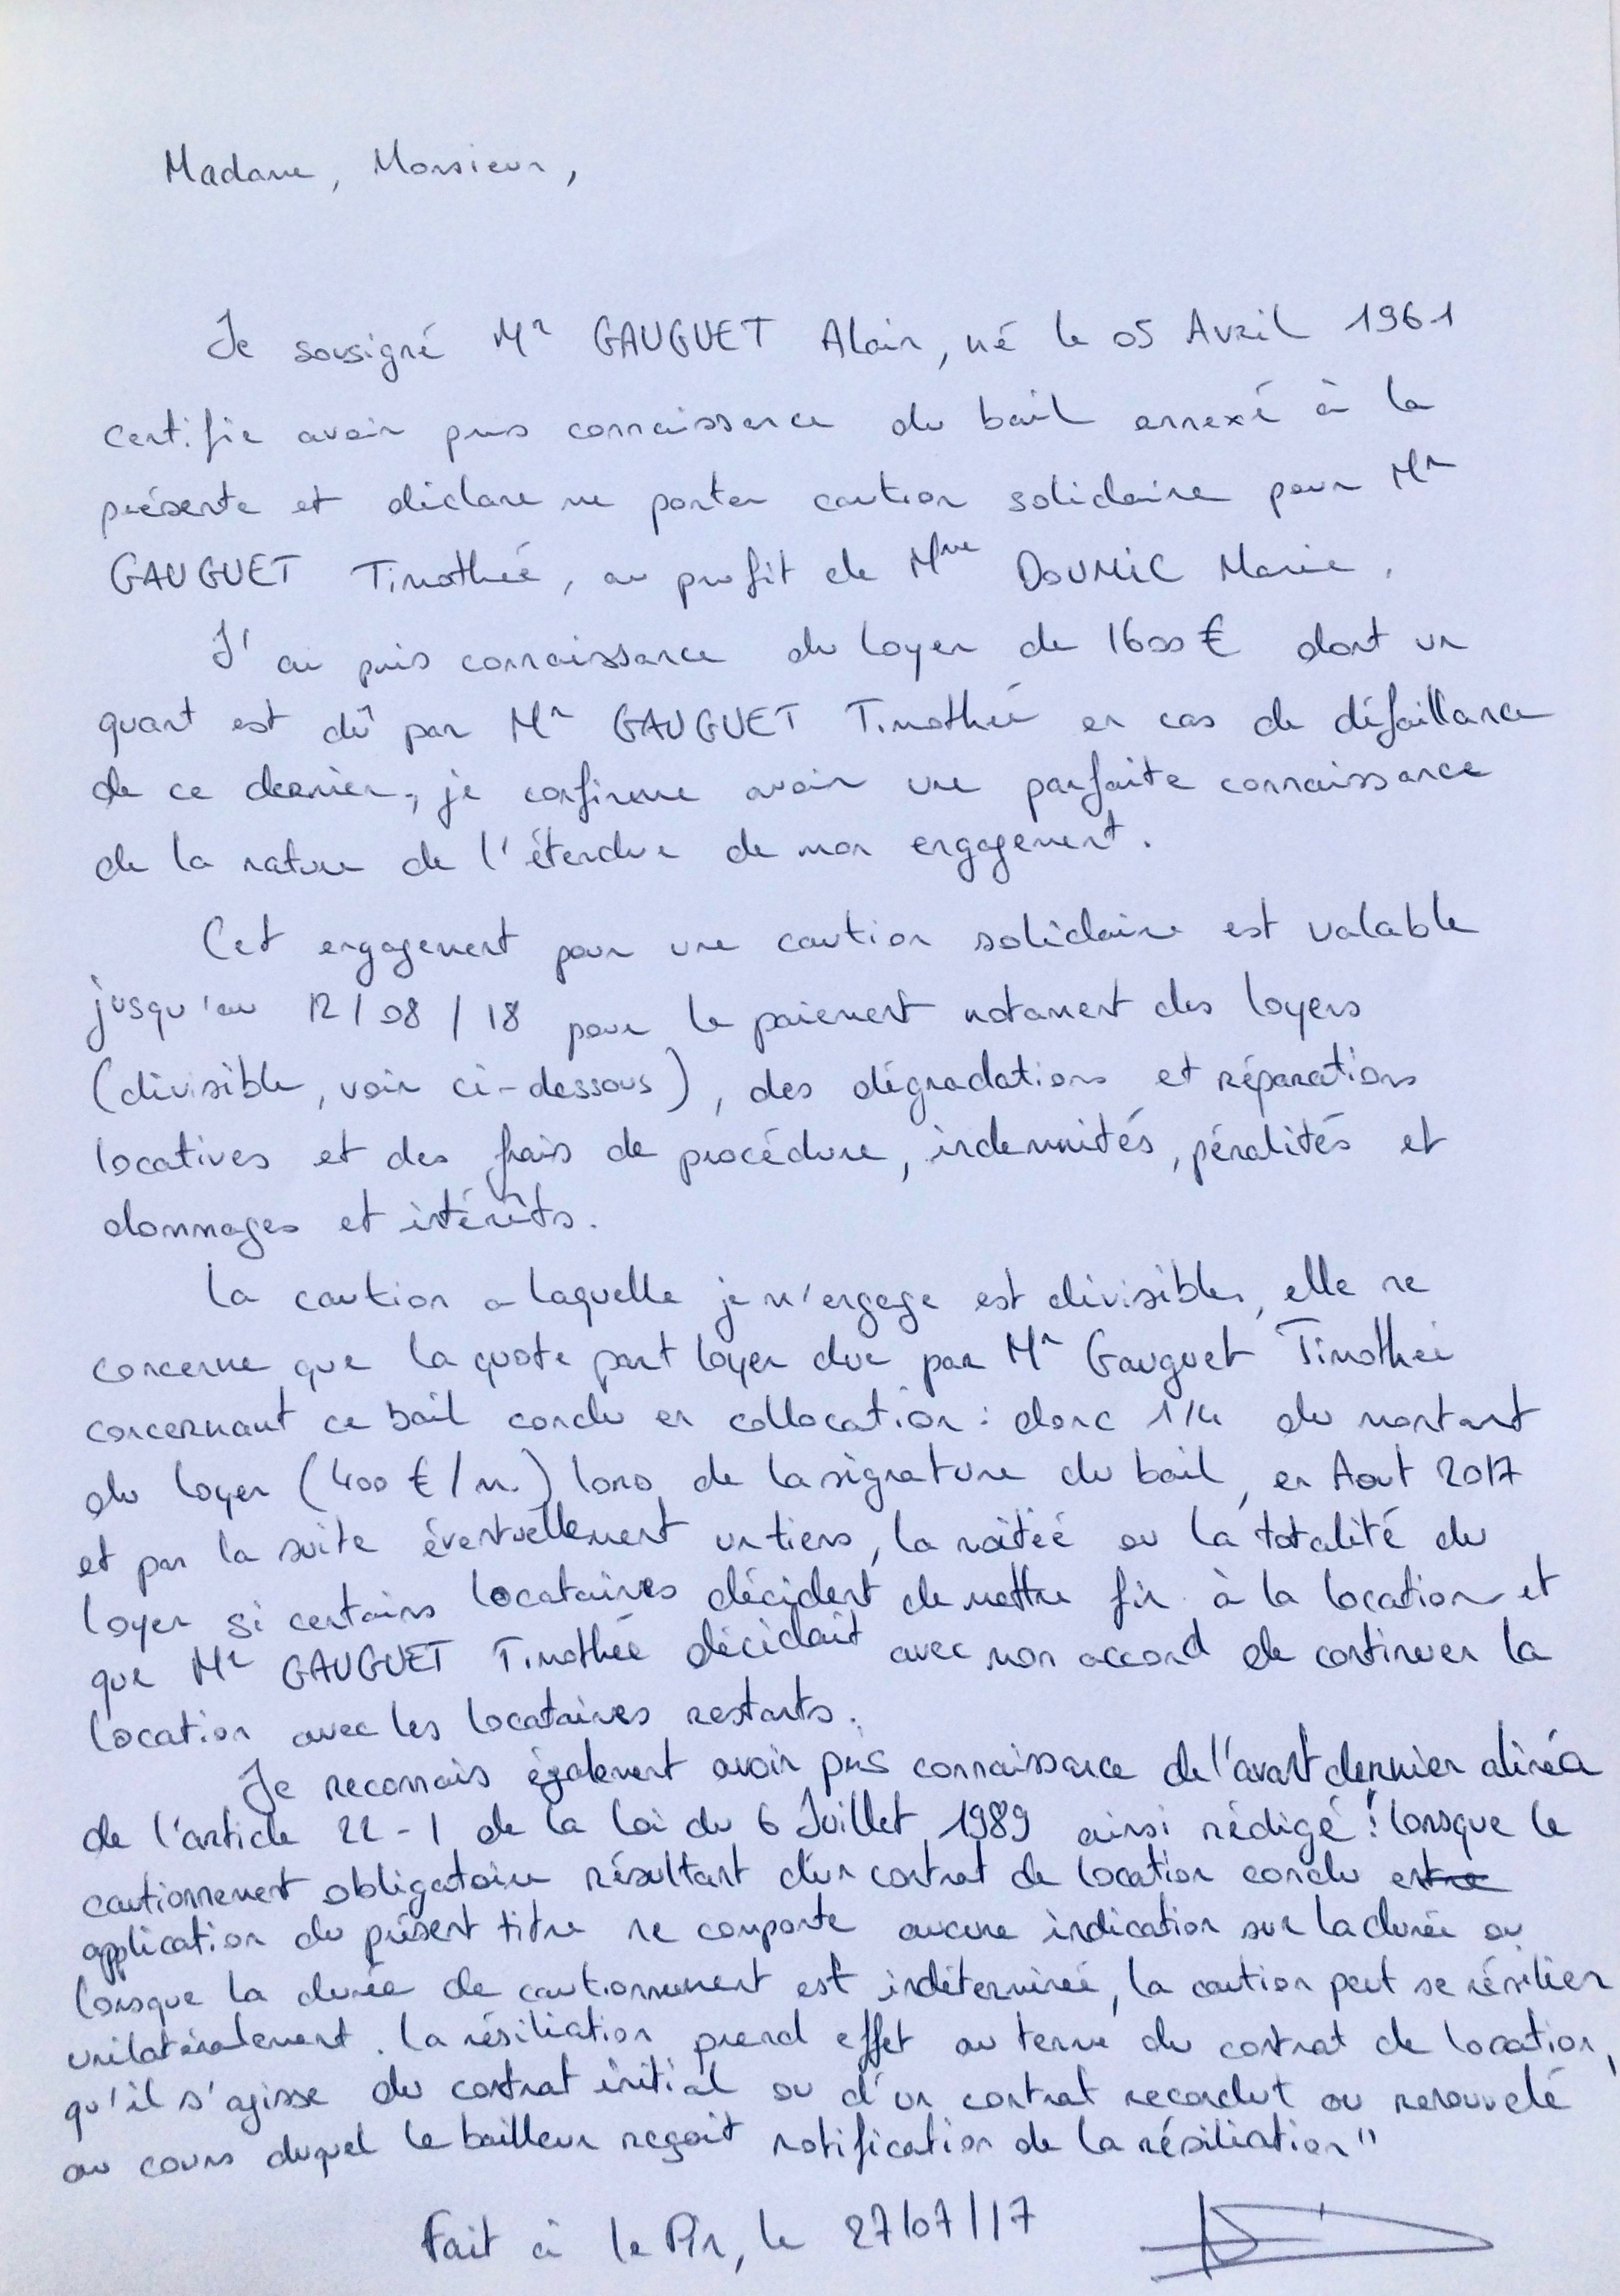 Madame, Monsieur,
Je sousigné Mr GAUGUET Alain, né le 05 Avril 1961
certifie avoir pris connaissance du bail annexé à la
présente et déclare me porter caution solidaire pour Mr
GAUGUET Timothée, au profit de Mme DOUMIC Marie.
J'ai pris connaissance du loyer de 1600 € dont un
quart est dû par Mr GAUGUET Timothée en cas de défaillance
de ce dernier, je confirme avoir une parfaite connaissance
de la nature de l'étendue de mon engagement.
Cet engagement pour une caution solidaire est valable
jusqu'au 12/08/18 pour le paiement notament des loyers
(divisible, voir ci-dessous), des dégradations et réparations
locatives et des frais de procédure, indemnités, pénalités et
dommages et intérêts.
La caution a laquelle je m'engage est divisible, elle ne
concerne que la quote part loyer due par Mr Gauguet Timothée
concernant ce bail conclu en collocation : donc 1/4 du montant
du loyer (400 €/m.) lors de la signature du bail, en Aout 2017
et par la suite éventuellement un tiers, la moitiée ou la totalité du
loyer si certains locataires décident de mettre fin à la location et
que Mr GAUGUET Timothée décidait avec mon accord de continuer la
location avec les locataires restants.
Je reconnais également avoir pris connaissance de l'avant dernier alinéa
de l'article 22-1 de la loi du 6 Juillet 1989 ainsi rédigé : lorsque le
cautionnement obligatoire résultant d'un contrat de location conclu entre
application du présent titre ne comporte aucune indication sur la durée ou
lorsque la durée de cautionnement est indéterminée, la caution peut se résilier
unilatéralement. La résiliation prend effet au terme du contrat de location,
qu'il s'agisse du contrat initial ou d'un contrat reconduit ou renouvelé
au cours duquel le bailleur reçoit notification de la résiliation"
Fait à le Pin, le 27/07/17